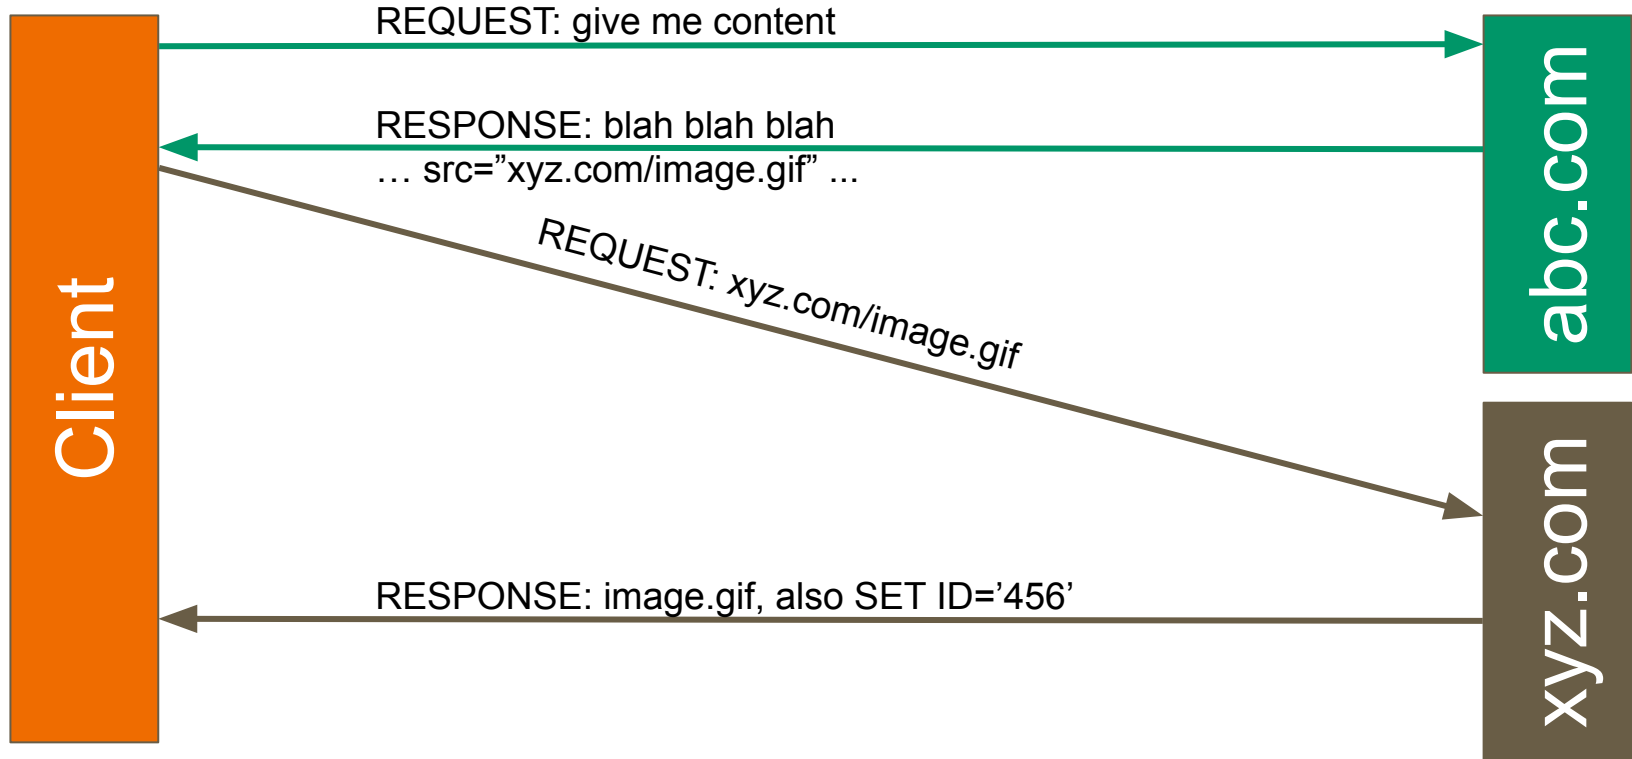 REQUEST: give me content
RESPONSE: blah blah blah
… src=”xyz.com/image.gif” ...
REQUEST: xyz.com/image.gif
RESPONSE: image.gif, also SET ID=’456’
Client
abc.com
xyz.com